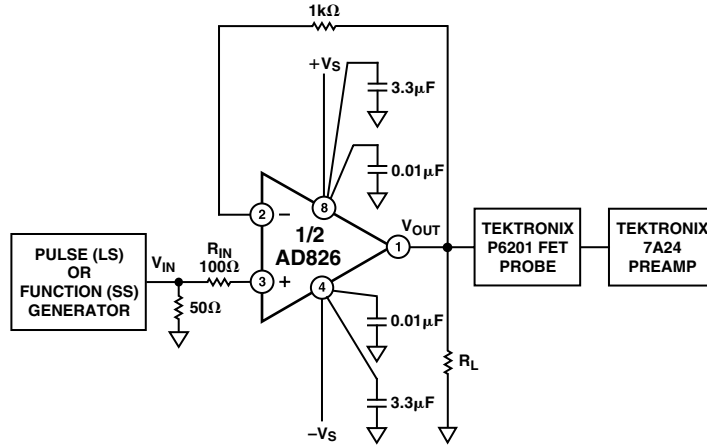 1kΩ
+VS
3.3µF
0.01µF
8
2
–
1/2
AD826
VOUT
1
TEKTRONIX
P6201 FET
PROBE
TEKTRONIX
7A24
PREAMP
PULSE (LS)
OR
FUNCTION (SS)
GENERATOR
VIN
RIN
100Ω
3
+
50Ω
4
0.01µF
RL
3.3µF
–VS